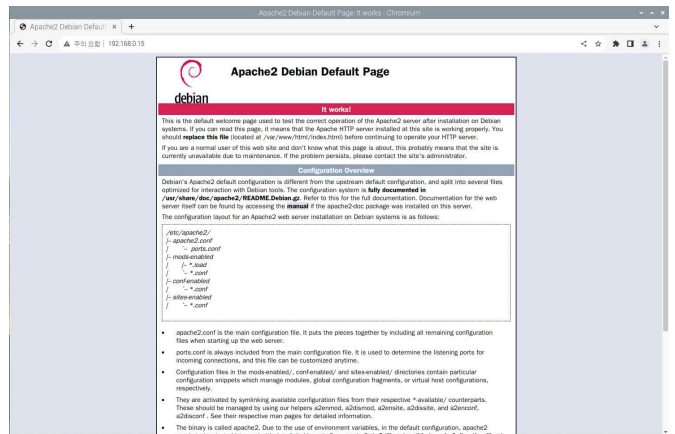 Apache2 Debian Default Page: It works - Chromium
Apache2 Debian Defaul
주의 요함 192.168.0.15
debian
Apache2 Debian Default Page
It works!
This is the default welcome page used to test the correct operation of the Apache2 server after installation on Debian
systems. If you can read this page, it means that the Apache HTTP server installed at this site is working properly. You
should replace this file (located at /var/www/html/index.html) before continuing to operate your HTTP server.
If you are a normal user of this web site and don't know what this page is about, this probably means that the site is
currently unavailable due to maintenance. If the problem persists, please contact the site's administrator.
Configuration Overview
Debian's Apache2 default configuration is different from the upstream default configuration, and split into several files
optimized for interaction with Debian tools. The configuration system is fully documented in
/usr/share/doc/apache2/README.Debian.gz. Refer to this for the full documentation. Documentation for the web
server itself can be found by accessing the manual if the apache2-doc package was installed on this server.
The configuration layout for an Apache2 web server installation on Debian systems is as follows:
/etc/apache2/
|-- apache2.conf
| `-- ports.conf
|-- mods-enabled
| |-- *.load
| `-- *.conf
|-- conf-enabled
| `-- *.conf
|-- sites-enabled
| `-- *.conf
• apache2.conf is the main configuration file. It puts the pieces together by including all remaining configuration
files when starting up the web server.
• ports.conf is always included from the main configuration file. It is used to determine the listening ports for
incoming connections, and this file can be customized anytime.
• Configuration files in the mods-enabled/, conf-enabled/ and sites-enabled/ directories contain particular
configuration snippets which manage modules, global configuration fragments, or virtual host configurations,
respectively.
• They are activated by symlinking available configuration files from their respective *-available/ counterparts.
These should be managed by using our helpers a2enmod, a2dismod, a2ensite, a2dissite, and a2enconf,
a2disconf . See their respective man pages for detailed information.
• The binary is called apache2. Due to the use of environment variables, in the default configuration, apache2